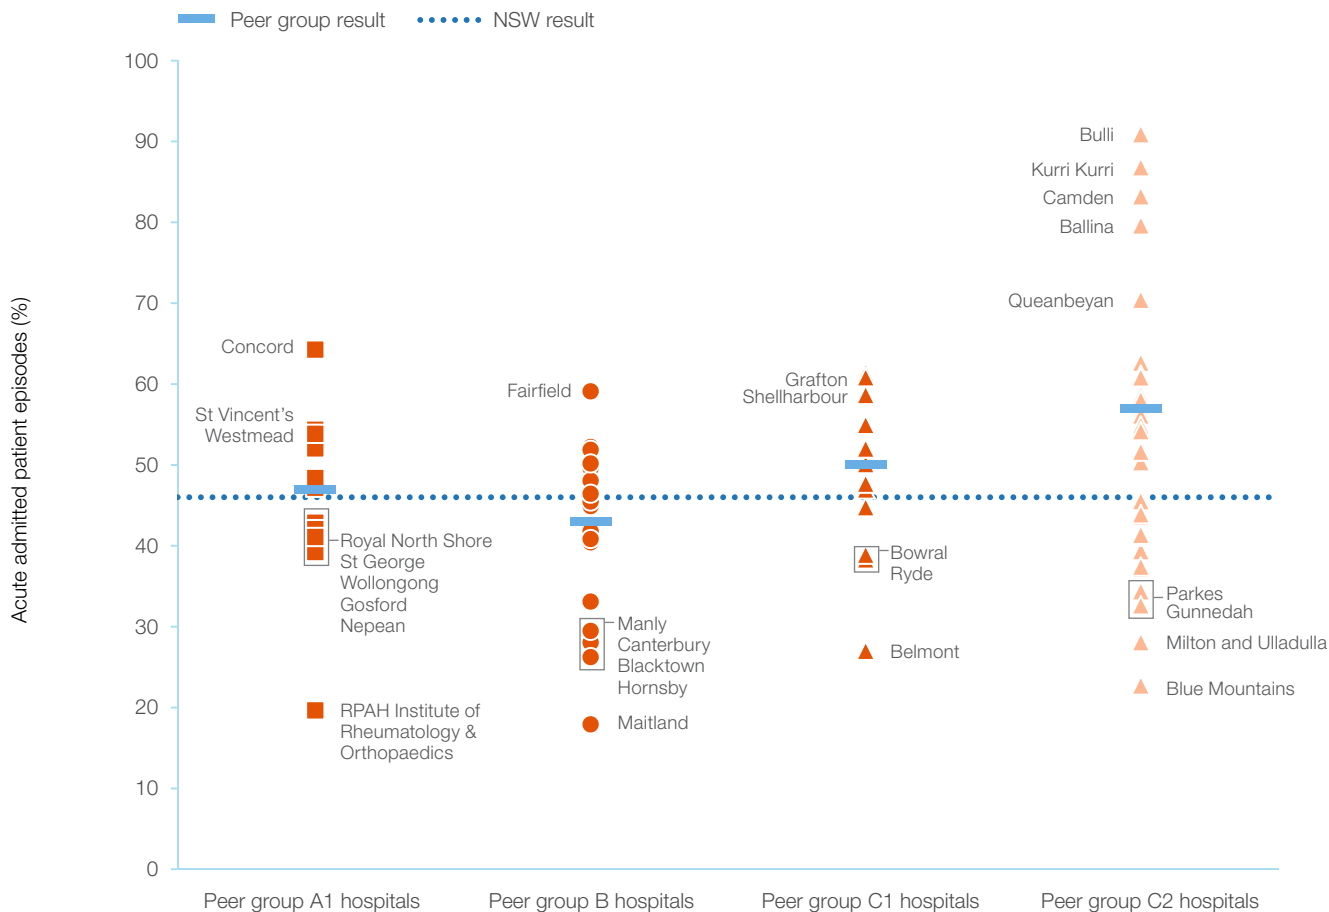 Peer group result
NSW result
Acute admitted patient episodes (%)
100
90
80
70
60
50
40
30
20
10
0
Concord
St Vincent's
Westmead
Royal North Shore
St George
Wollongong
Gosford
Nepean
RPAH Institute of
Rheumatology &
Orthopaedics
Fairfield
Manly
Canterbury
Blacktown
Hornsby
Maitland
Grafton
Shellharbour
Bowral
Ryde
Belmont
Bulli
Kurri Kurri
Camden
Ballina
Queanbeyan
Parkes
Gunnedah
Milton and Ulladulla
Blue Mountains
Peer group A1 hospitals
Peer group B hospitals
Peer group C1 hospitals
Peer group C2 hospitals